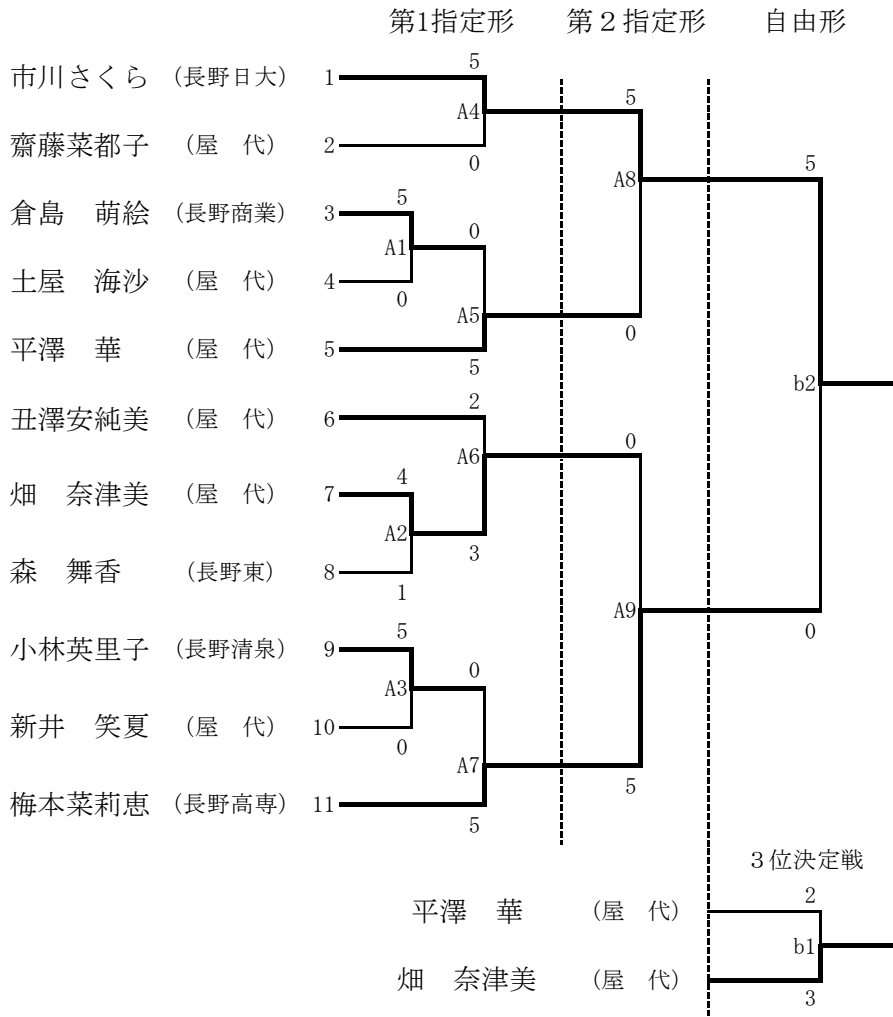 第1指定形 第２指定形 自由形
5
市川さくら (長野日大) 1
A4 5
齋藤菜都子 (屋　代) 2
0 A8 5
倉島　萌絵 (長野商業) 3 5
A1 0
土屋　海沙 (屋　代) 4
0 A5
平澤　華 (屋　代) 5 0
5
b2
丑澤安純美 (屋　代) 6 2
A6 0
畑　奈津美 (屋　代) 7 4
A2
森　舞香 (長野東) 8 3
1 A9 0
小林英里子 (長野清泉) 9 5
A3 0
新井　笑夏 (屋　代) 10
0 A7
梅本菜莉恵 (長野高専) 11 5
5
３位決定戦
平澤　華 (屋　代) 2
b1
畑　奈津美 (屋　代) 3